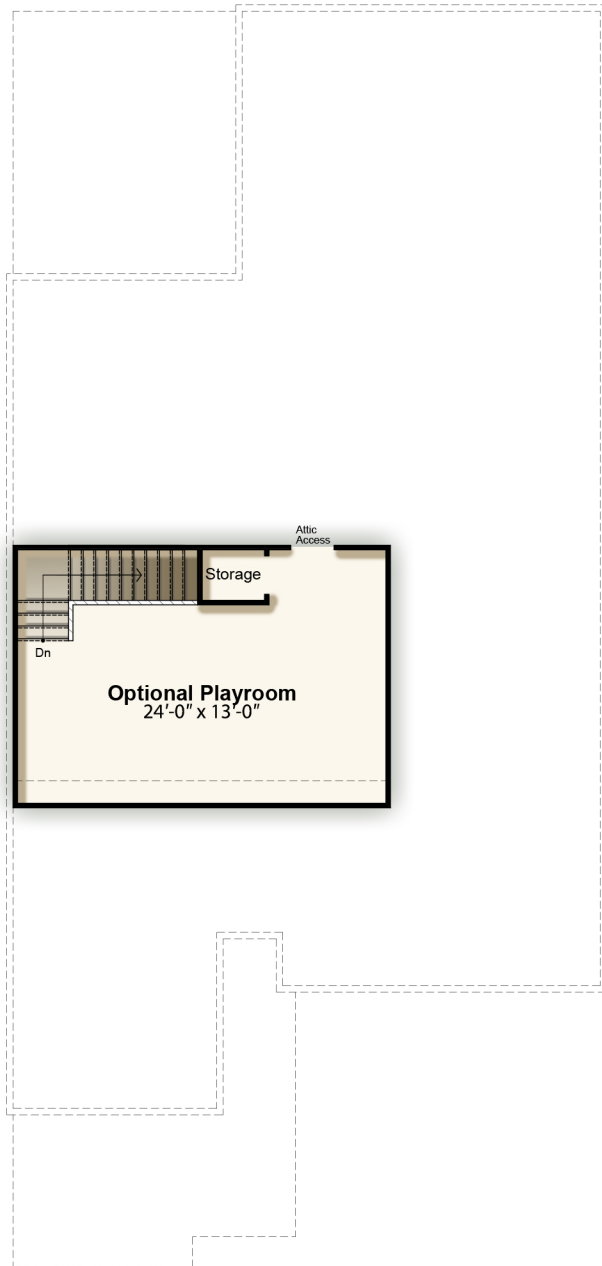 Attic
Access
Storage
Dn
Optional Playroom
24'-0" x 13'-0"